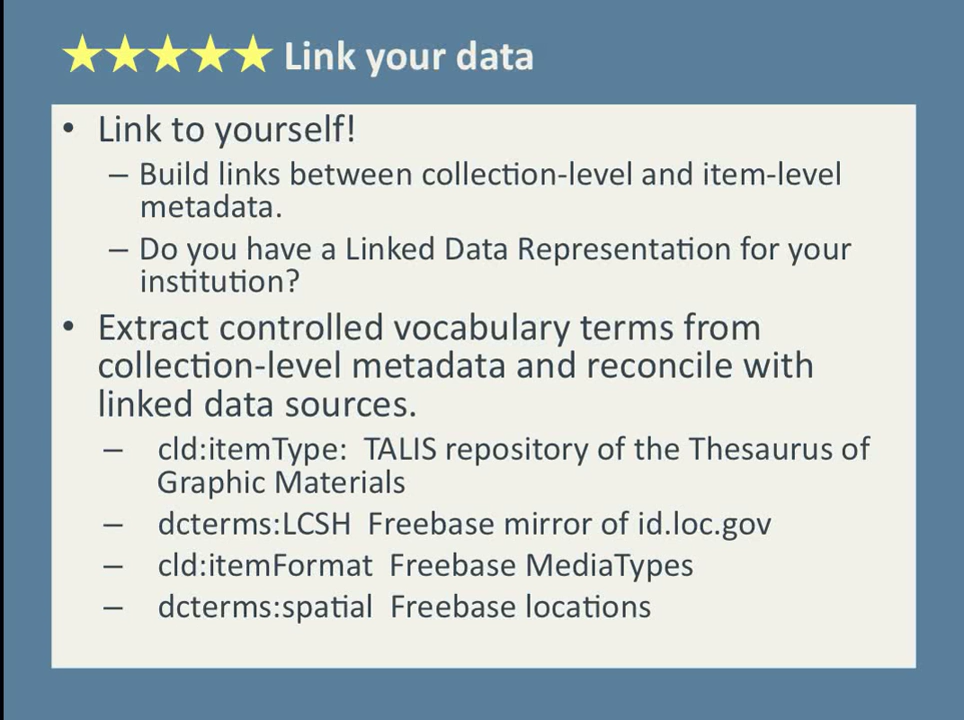 ★★★★★ Link your data
• Link to yourself!
– Build links between collection-level and item-level
metadata.
– Do you have a Linked Data Representation for your
institution?
• Extract controlled vocabulary terms from
collection-level metadata and reconcile with
linked data sources.
– cld:itemType: TALIS repository of the Thesaurus of
Graphic Materials
– dcterms:LCSH Freebase mirror of id.loc.gov
– cld:itemFormat Freebase MediaTypes
– dcterms:spatial Freebase locations